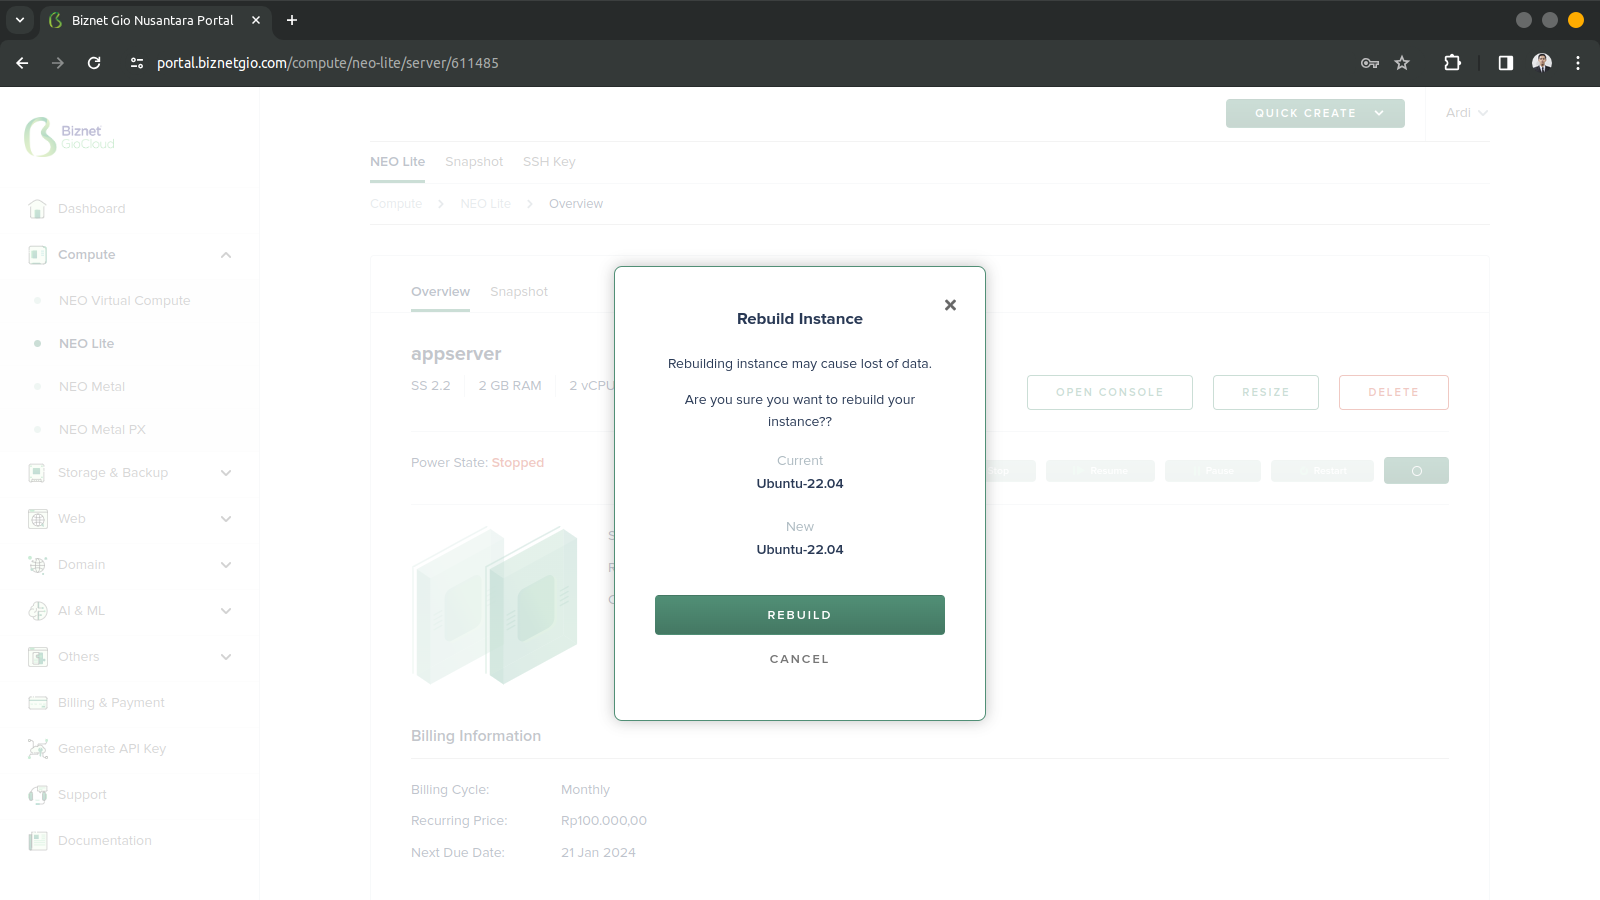 Biznet Gio Nusantara Portal
portal.biznetgio.com/compute/neo-lite/server/611485
Biznet
GioCloud
QUICK CREATE
Ardi
NEO Lite Snapshot SSH Key
Compute NEO Lite Overview
Dashboard
Compute
NEO Virtual Compute
NEO Lite
NEO Metal
NEO Metal PX
Storage & Backup
Web
Domain
AI & ML
Others
Billing & Payment
Generate API Key
Support
Documentation
Overview Snapshot
appserver
SS 2.2 2 GB RAM 2 vCPU
OPEN CONSOLE RESIZE DELETE
Power State: Stopped
Resume Pause Restart
Rebuild Instance
Rebuilding instance may cause lost of data.
Are you sure you want to rebuild your
instance??
Current
Ubuntu-22.04
New
Ubuntu-22.04
REBUILD
CANCEL
Billing Information
Billing Cycle: Monthly
Recurring Price: Rp100.000,00
Next Due Date: 21 Jan 2024